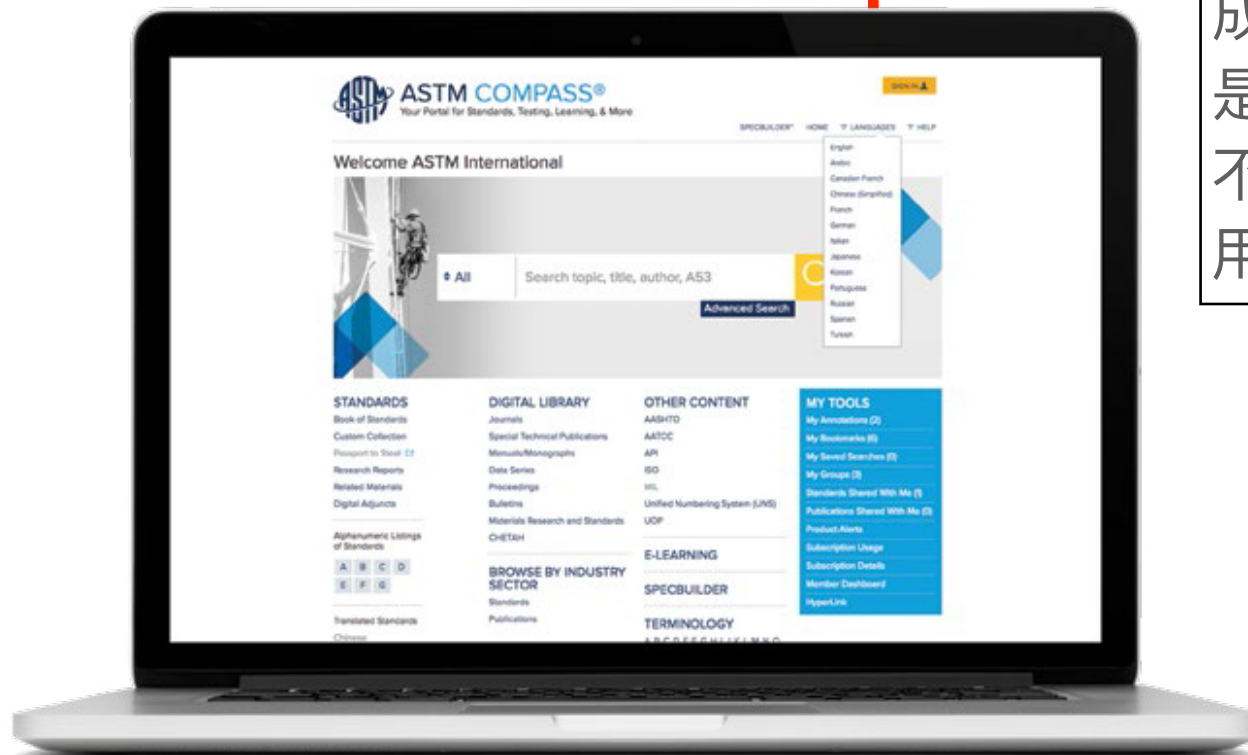 成
是
不
用
ASTM COMPASS®
Your Portal for Standards, Testing, Learning, & More
SIGN IN
SPECBUILDER® HOME LANGUAGES HELP
Welcome ASTM International
English
Arabic
Canadian French
Chinese (Simplified)
French
German
Italian
Japanese
Korean
Portuguese
Russian
Spanish
Turkish
All Search topic, title, author, A53
Advanced Search
STANDARDS
Book of Standards
Custom Collection
Passport to Steel
Research Reports
Related Materials
Digital Adjuncts
Alphanumeric Listings
of Standards
A B C D
E F G
Translated Standards
Chinese
DIGITAL LIBRARY
Journals
Special Technical Publications
Manuals/Monographs
Data Series
Proceedings
Bulletins
Materials Research and Standards
CHETAH
BROWSE BY INDUSTRY
SECTOR
Standards
Publications
OTHER CONTENT
AASHTO
AATCC
API
ISO
MIL
Unified Numbering System (UNS)
UOP
E-LEARNING
SPECBUILDER
TERMINOLOGY
MY TOOLS
My Annotations (2)
My Bookmarks (6)
My Saved Searches (0)
My Groups (3)
Standards Shared With Me (1)
Publications Shared With Me (0)
Product Alerts
Subscription Usage
Subscription Details
Member Dashboard
HyperLink